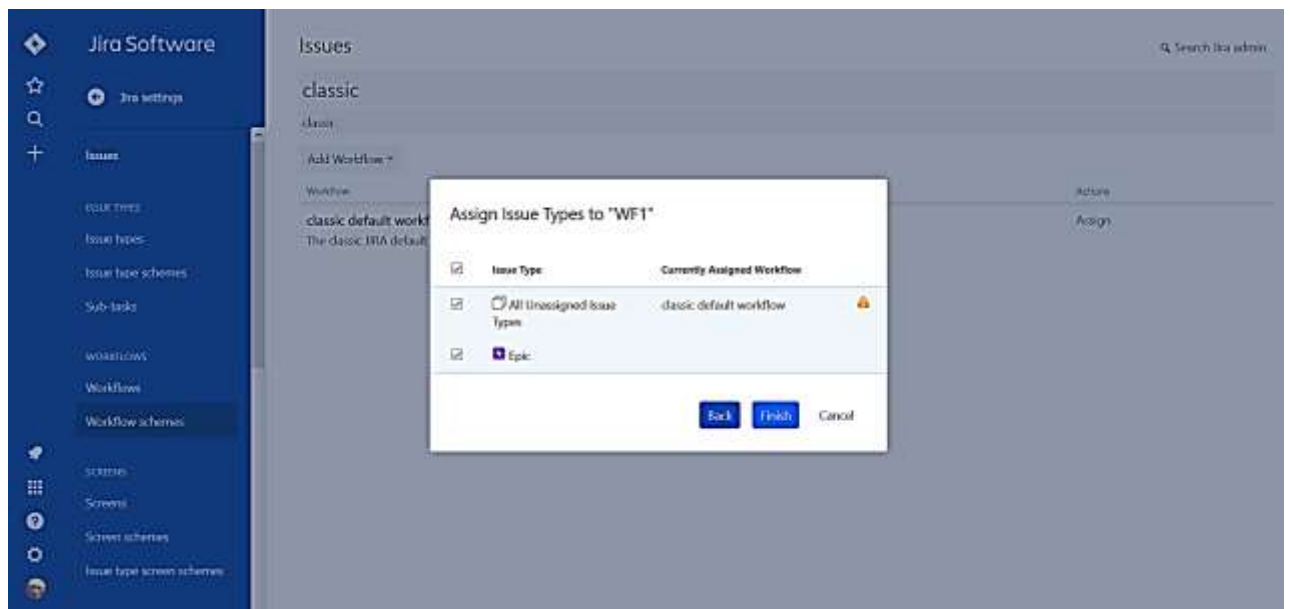 Jira Software
Issues
Search Jira admin
Jira settings
classic
classic
Issues
Add Workflow
Workflow
Actions
ISSUE TYPES
classic default workf
Assign
The classic JIRA default
Assign Issue Types to "WF1"
Issue types
Issue type schemes
Issue Type
Currently Assigned Workflow
Sub-tasks
All Unassigned Issue
Types
classic default workflow
Epic
WORKFLOWS
Workflows
Workflow schemes
Back
Finish
Cancel
SCREENS
Screens
Screen schemes
Issue type screen schemes